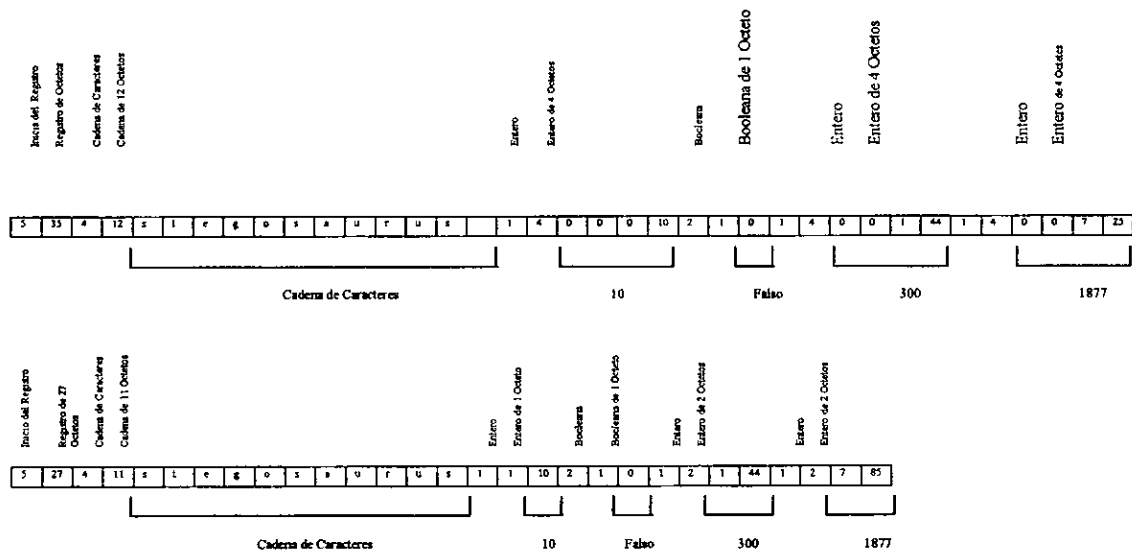 Inicio del Registro
Registro de Octetos
Cadena de Caracteres
Cadena de 12 Octetos
Entero
Entero de 4 Octetos
Booleana
Booleana de 1 Octeto
Entero
Entero de 4 Octetos
Entero
Entero de 4 Octetos
5 35 4 12 s t e g o s a u r u s 1 4 0 0 0 10 2 1 0 1 4 0 0 1 44 1 4 0 0 7 25
Cadena de Caracteres 10 Falso 300 1877
Inicio del Registro
Registro de 27
Octetos
Cadena de Caracteres
Cadena de 11 Octetos
Entero
Entero de 1 Octeto
Booleana
Booleana de 1 Octeto
Entero
Entero de 2 Octetos
Entero
Entero de 2 Octetos
5 27 4 11 s t e g o s a u r u s 1 1 10 2 1 0 1 2 1 44 1 2 7 85
Cadena de Caracteres 10 Falso 300 1877